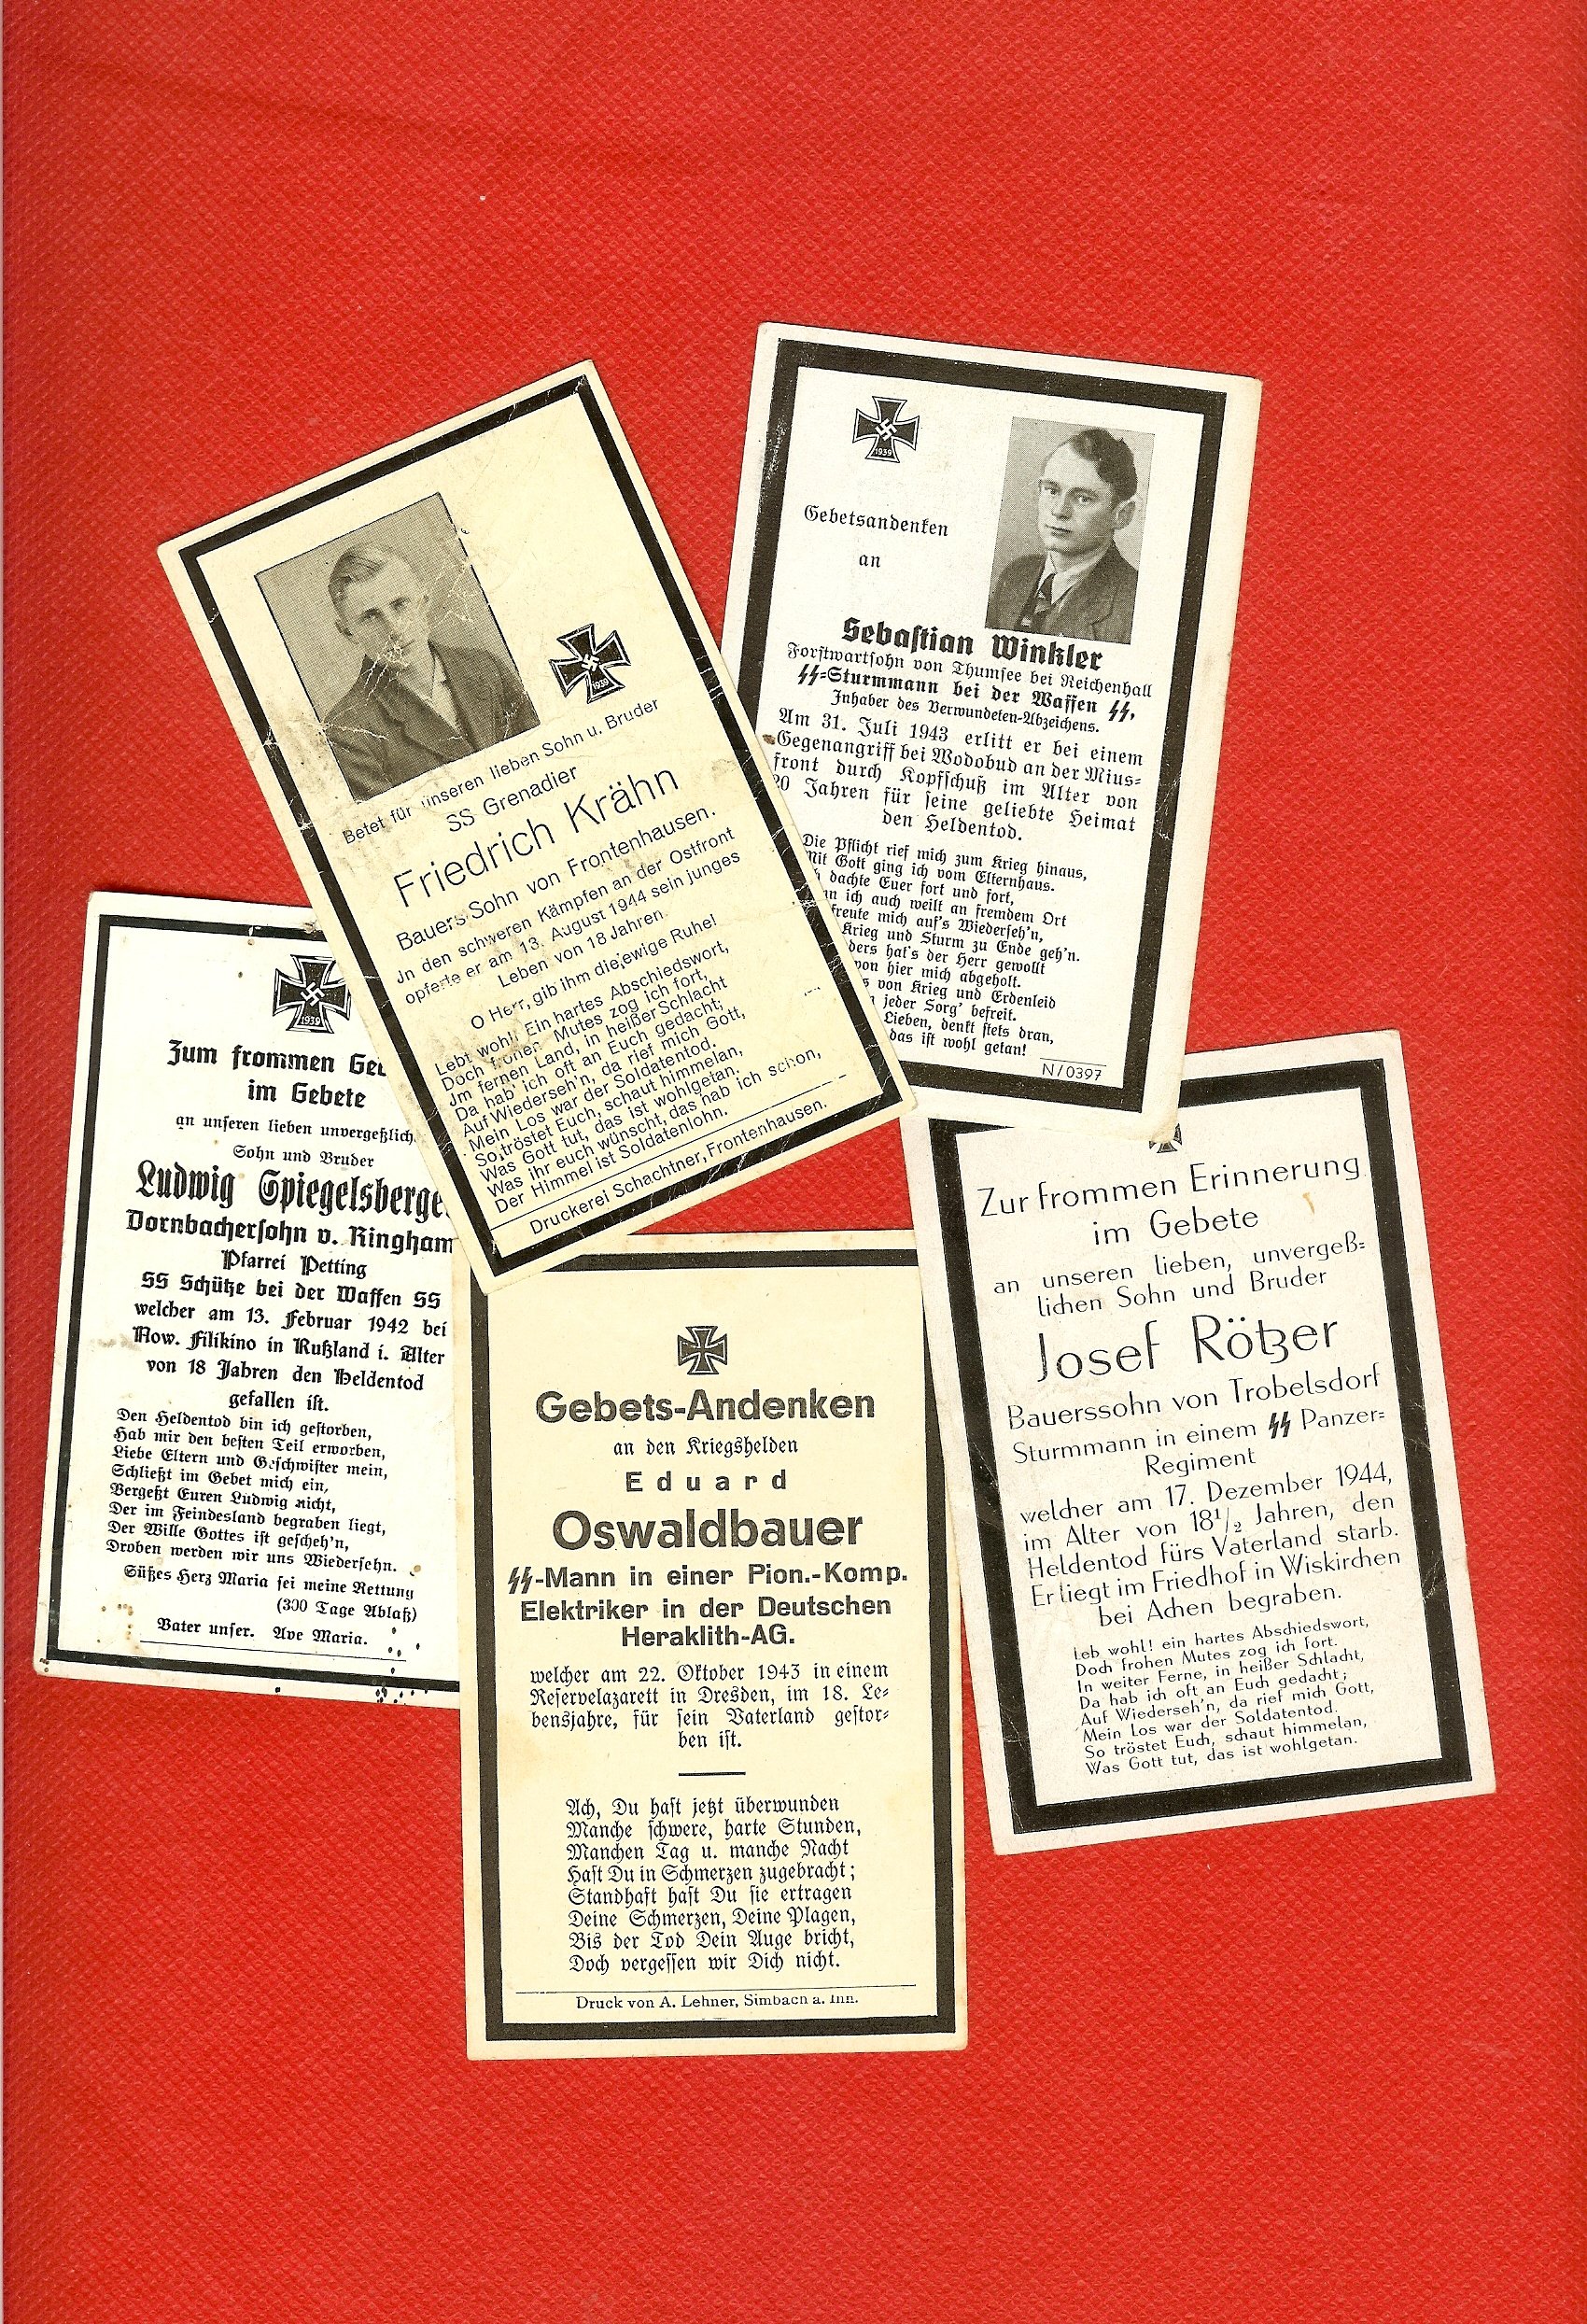 1939
Gebetsandenken
an
Sebastian Winkler
Forstwartsohn von Thumsee bei Reichenhall
SS-Sturmmann bei der Waffen SS,
Inhaber des Verwundeten-Abzeichens.
Am 31. Juli 1943 erlitt er bei einem
Gegenangriff bei Wodobud an der Mius-
front durch Kopfschuß im Alter von
20 Jahren für seine geliebte Heimat
den Heldentod.
Die Pflicht rief mich zum Krieg hinaus,
Mit Gott ging ich vom Elternhaus.
dachte Euer fort und fort,
ich auch weilt an fremdem Ort
freute mich auf's Wiederseh'n,
Krieg und Sturm zu Ende geh'n.
hat's der Herr gewollt
von hier mich abgeholt.
von Krieg und Erdenleid
jeder Sorg' befreit.
Lieben, denkt stets dran,
das ist wohl getan!
N/0397
1939
Betet für unseren lieben Sohn u. Bruder
SS Grenadier
Friedrich Krähn
Bauers-Sohn von Frontenhausen.
Jn den schweren Kämpfen an der Ostfront
opferte er am 13. August 1944 sein junges
Leben von 18 Jahren.
O Herr, gib ihm die ewige Ruhe!
Lebt wohl! Ein hartes Abschiedswort,
Doch frohen Mutes zog ich fort,
Jm fernen Land, in heißer Schlacht
Da hab' ich oft an Euch gedacht;
Auf Wiederseh'n, da rief mich Gott,
Mein Los war der Soldatentod.
So tröstet Euch, schaut himmelan,
Was Gott tut, das ist wohlgetan.
Was ihr euch wünscht, das hab ich schon,
Der Himmel ist Soldatenlohn.
Druckerei Schachtner, Frontenhausen.
1939
Zum frommen
im Gebete
an unseren lieben unvergeßlich.
Sohn und Bruder
Ludwig Spiegelsberge
Dornbachersohn v. Ringham
Pfarrei Petting
SS Schütze bei der Waffen SS
welcher am 13. Februar 1942 bei
Now. Filikino in Rußland i. Alter
von 18 Jahren den Heldentod
gefallen ist.
Den Heldentod bin ich gestorben,
Hab mir den besten Teil erworben,
Liebe Eltern und Geschwister mein,
Schließt im Gebet mich ein,
Vergeßt Euren Ludwig nicht,
Der im Feindesland begraben liegt,
Der Wille Gottes ist gescheh'n,
Droben werden wir uns Wiedersehn.
Süßes Herz Maria sei meine Rettung
(300 Tage Ablaß)
Vater unser. Ave Maria.
Gebets-Andenken
an den Kriegshelden
Eduard
Oswaldbauer
SS-Mann in einer Pion.-Komp.
Elektriker in der Deutschen
Heraklith-AG.
welcher am 22. Oktober 1943 in einem
Reservelazarett in Dresden, im 18. Le-
bensjahre, für sein Vaterland gestor-
ben ist.
Ach, Du hast jetzt überwunden
Manche schwere, harte Stunden,
Manchen Tag u. manche Nacht
Hast Du in Schmerzen zugebracht;
Standhaft hast Du sie ertragen
Deine Schmerzen, Deine Plagen,
Bis der Tod Dein Auge bricht,
Doch vergessen wir Dich nicht.
Druck von A. Lehner, Simbach a. Inn.
Zur frommen Erinnerung
im Gebete
an unseren lieben, unvergeß-
lichen Sohn und Bruder
Josef Rötzer
Bauerssohn von Trobelsdorf
Sturmmann in einem SS Panzer-
Regiment
welcher am 17. Dezember 1944,
im Alter von 18½ Jahren, den
Heldentod fürs Vaterland starb.
Er liegt im Friedhof in Wiskirchen
bei Achen begraben.
Leb wohl! ein hartes Abschiedswort,
Doch frohen Mutes zog ich fort.
In weiter Ferne, in heißer Schlacht,
Da hab ich oft an Euch gedacht;
Auf Wiederseh'n, da rief mich Gott,
Mein Los war der Soldatentod.
So tröstet Euch, schaut himmelan,
Was Gott tut, das ist wohlgetan.